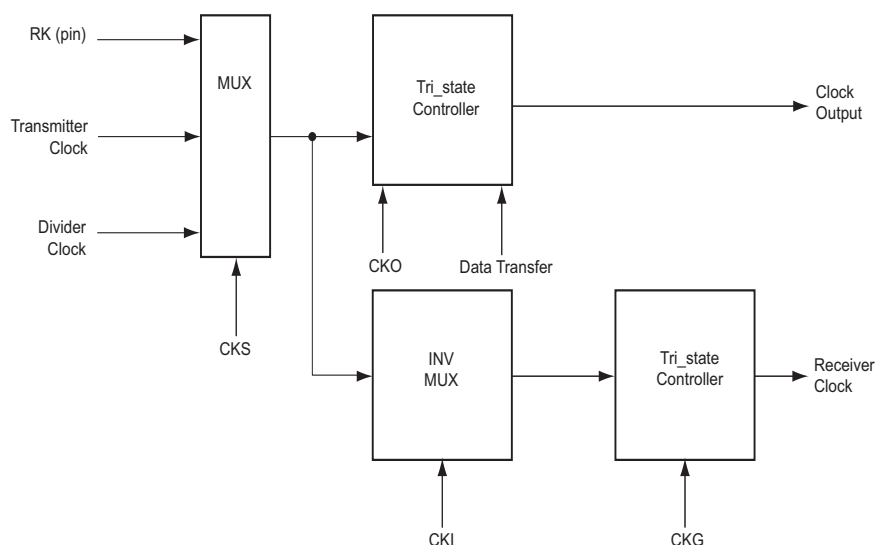 RK (pin)
MUX
Tri_state
Controller
Clock
Output
Transmitter
Clock
Divider
Clock
CKO
Data Transfer
CKS
INV
MUX
Tri_state
Controller
Receiver
Clock
CKI
CKG